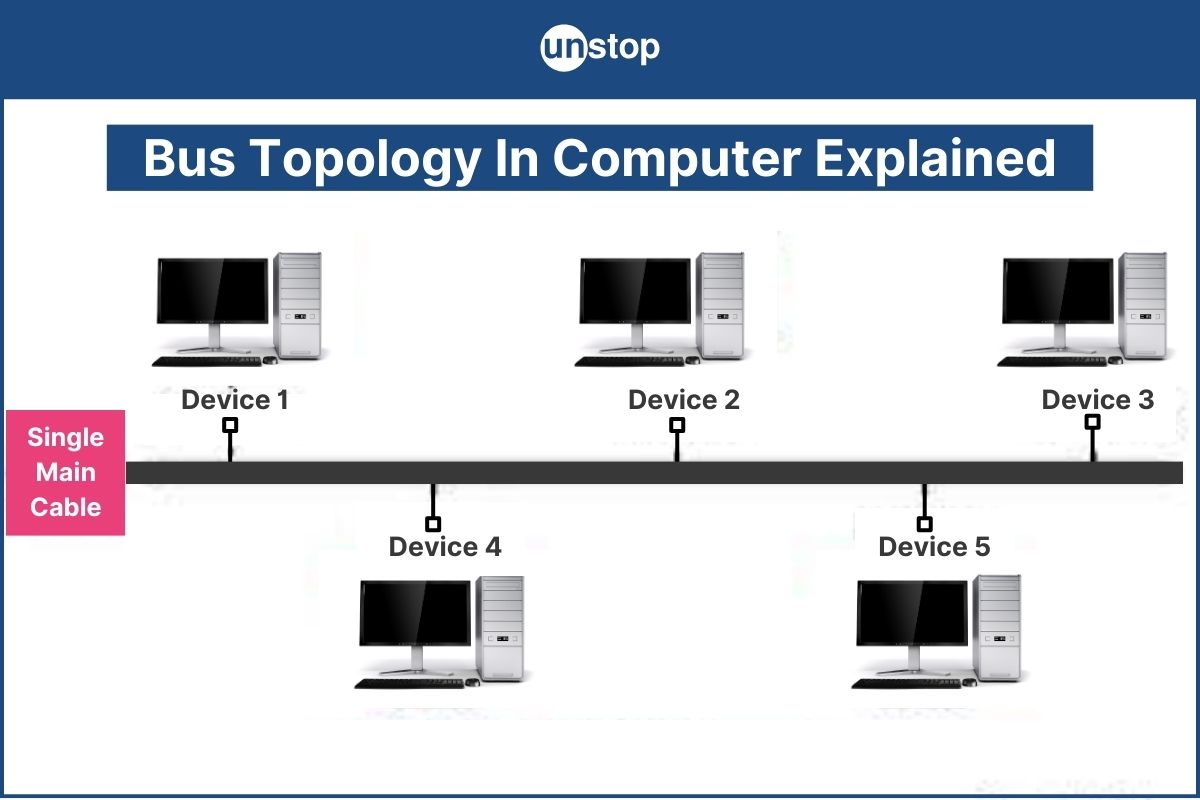 unstop
Bus Topology In Computer Explained
Device 1
Device 2
Device 3
Single
Main
Cable
Device 4
Device 5